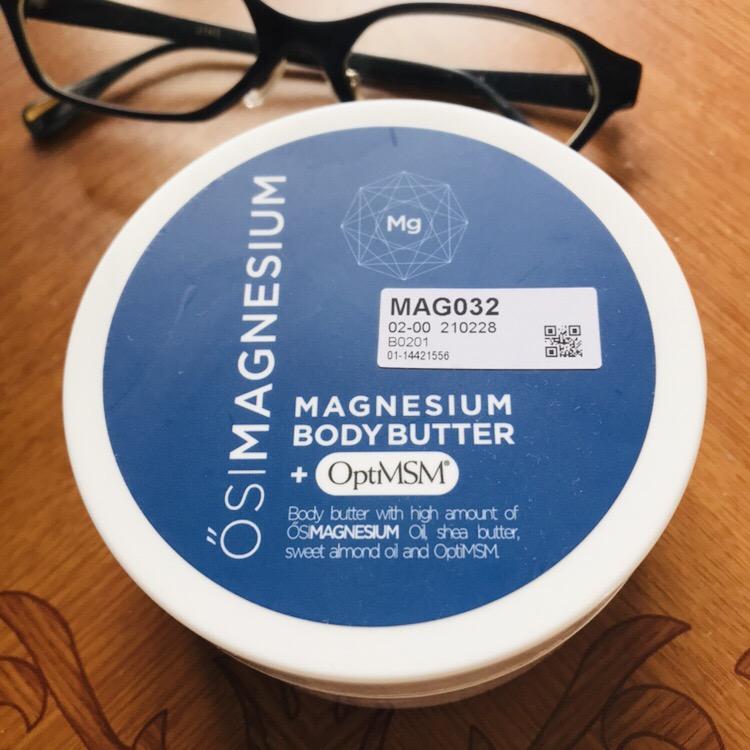 ŐSIMAGNESIUM
Mg
MAG032
02-00 210228
B0201
01-14421556
MAGNESIUM
BODY BUTTER
+ OptiMSM®
Body butter with high amount of
ŐSIMAGNESIUM Oil, shea butter,
sweet almond oil and OptiMSM.